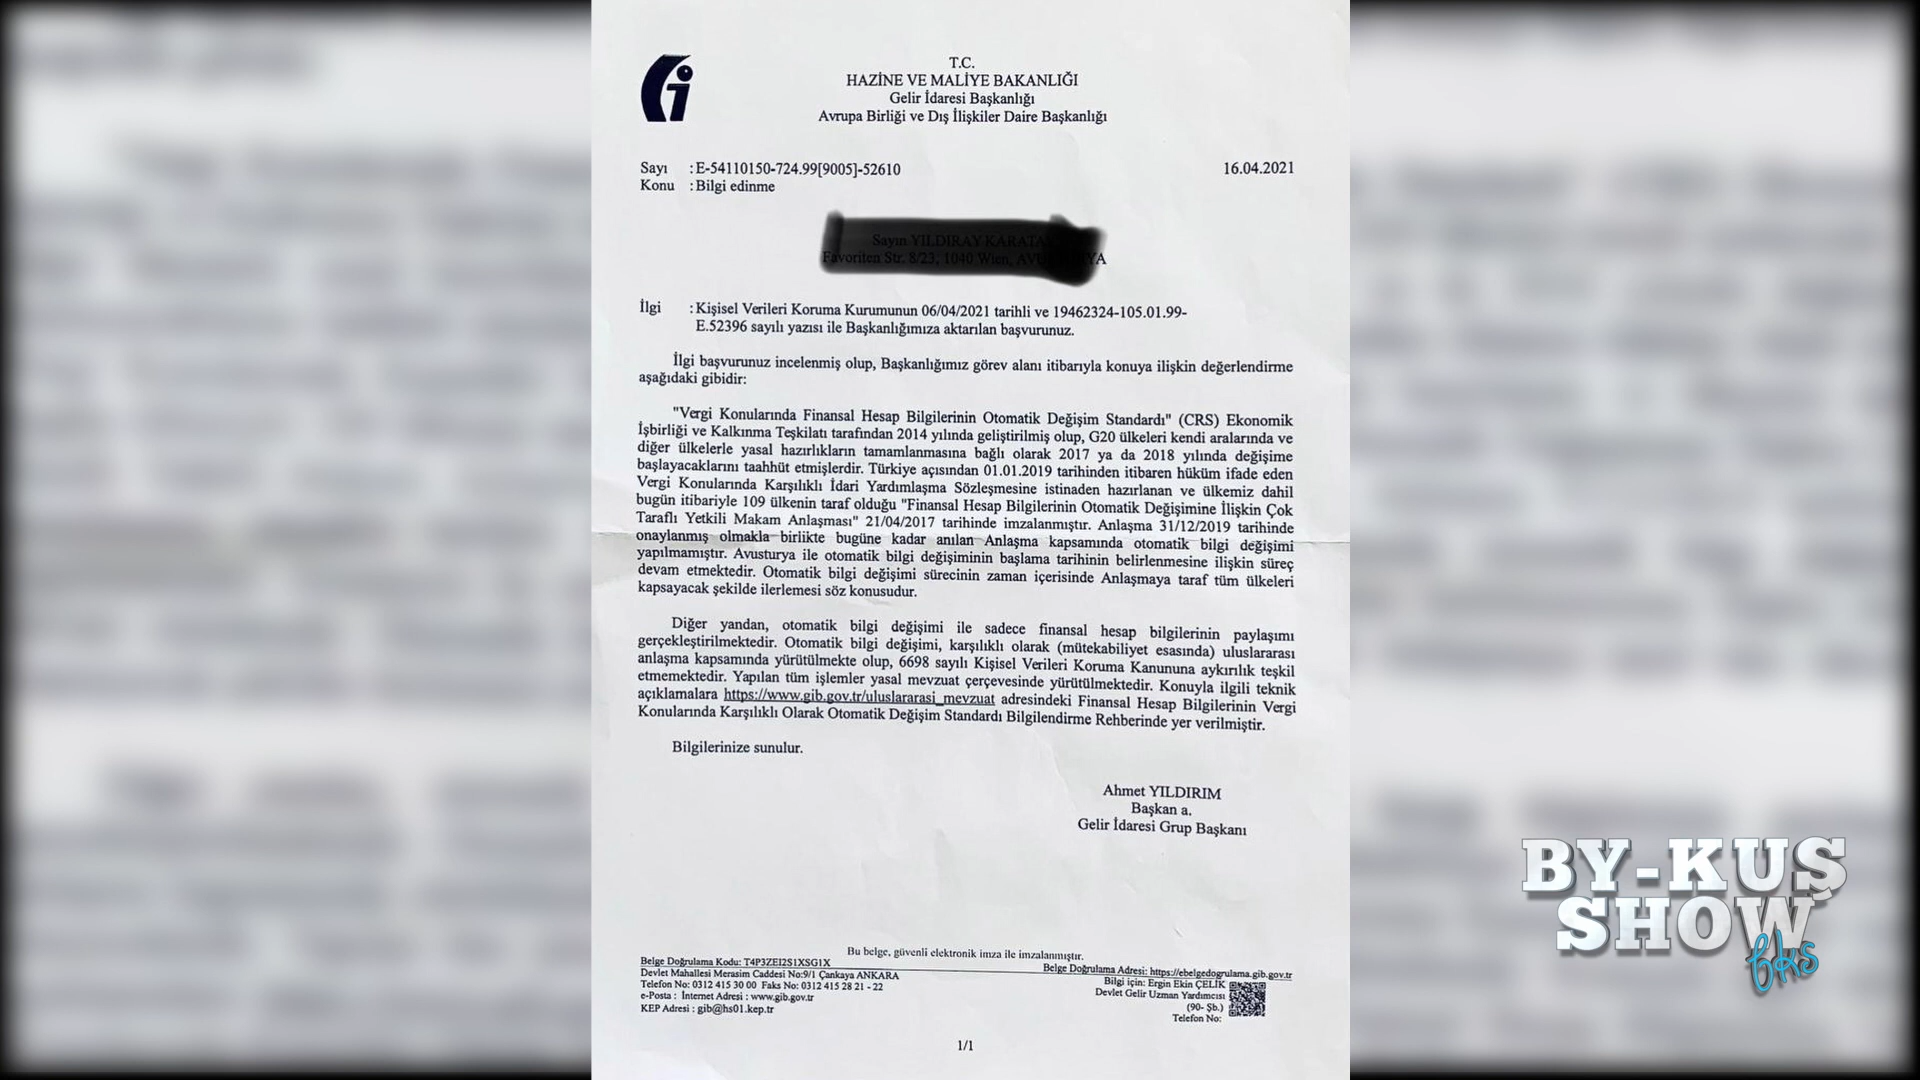 T.C.
HAZİNE VE MALİYE BAKANLIĞI
Gelir İdaresi Başkanlığı
Avrupa Birliği ve Dış İlişkiler Daire Başkanlığı
Sayı : E-54110150-724.99[9005]-52610 16.04.2021
Konu : Bilgi edinme
İlgi : Kişisel Verileri Koruma Kurumunun 06/04/2021 tarihli ve 19462324-105.01.99-
E.52396 sayılı yazısı ile Başkanlığımıza aktarılan başvurunuz.
İlgi başvurunuz incelenmiş olup, Başkanlığımız görev alanı itibarıyla konuya ilişkin değerlendirme
aşağıdaki gibidir:
"Vergi Konularında Finansal Hesap Bilgilerinin Otomatik Değişim Standardı" (CRS) Ekonomik
İşbirliği ve Kalkınma Teşkilatı tarafından 2014 yılında geliştirilmiş olup, G20 ülkeleri kendi aralarında ve
diğer ülkelerle yasal hazırlıkların tamamlanmasına bağlı olarak 2017 ya da 2018 yılında değişime
başlayacaklarını taahhüt etmişlerdir. Türkiye açısından 01.01.2019 tarihinden itibaren hüküm ifade eden
Vergi Konularında Karşılıklı İdari Yardımlaşma Sözleşmesine istinaden hazırlanan ve ülkemiz dahil
bugün itibariyle 109 ülkenin taraf olduğu "Finansal Hesap Bilgilerinin Otomatik Değişimine İlişkin Çok
Taraflı Yetkili Makam Anlaşması" 21/04/2017 tarihinde imzalanmıştır. Anlaşma 31/12/2019 tarihinde
onaylanmış olmakla birlikte bugüne kadar anılan Anlaşma kapsamında otomatik bilgi değişimi
yapılmamıştır. Avusturya ile otomatik bilgi değişiminin başlama tarihinin belirlenmesine ilişkin süreç
devam etmektedir. Otomatik bilgi değişimi sürecinin zaman içerisinde Anlaşmaya taraf tüm ülkeleri
kapsayacak şekilde ilerlemesi söz konusudur.
Diğer yandan, otomatik bilgi değişimi ile sadece finansal hesap bilgilerinin paylaşımı
gerçekleştirilmektedir. Otomatik bilgi değişimi, karşılıklı olarak (mütekabiliyet esasında) uluslararası
anlaşma kapsamında yürütülmekte olup, 6698 sayılı Kişisel Verileri Koruma Kanununa aykırılık teşkil
etmemektedir. Yapılan tüm işlemler yasal mevzuat çerçevesinde yürütülmektedir. Konuyla ilgili teknik
açıklamalara https://www.gib.gov.tr/uluslararasi_mevzuat adresindeki Finansal Hesap Bilgilerinin Vergi
Konularında Karşılıklı Olarak Otomatik Değişim Standardı Bilgilendirme Rehberinde yer verilmiştir.
Bilgilerinize sunulur.
Ahmet YILDIRIM
Başkan a.
Gelir İdaresi Grup Başkanı
Bu belge, güvenli elektronik imza ile imzalanmıştır.
Belge Doğrulama Kodu: T4P3ZEI2S1XSG1X Belge Doğrulama Adresi: https://ebelgedogrulama.gib.gov.tr
Devlet Mahallesi Merasim Caddesi No:9/1 Çankaya ANKARA
Telefon No: 0312 415 30 00 Faks No: 0312 415 28 21 - 22
e-Posta : İnternet Adresi : www.gib.gov.tr
KEP Adresi : gib@hs01.kep.tr
Bilgi için: Ergin Ekin ÇELİK
Devlet Gelir Uzman Yardımcısı
(90- Şb.)
Telefon No:
1/1
BY-KUŞ
SHOW
bks